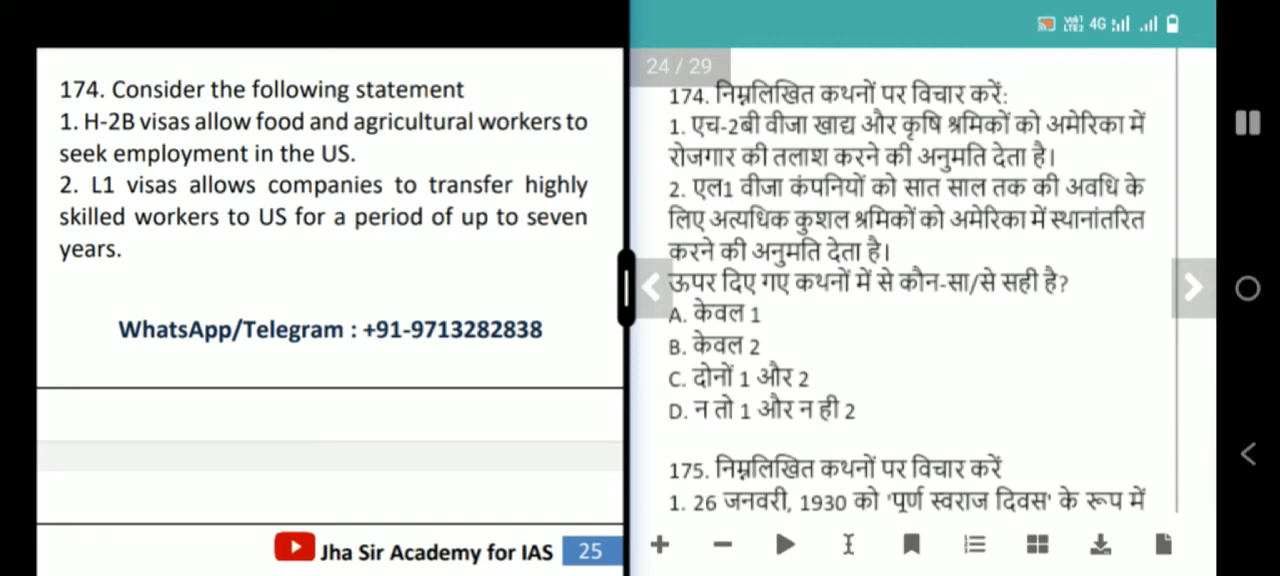 174. Consider the following statement
1. H-2B visas allow food and agricultural workers to
seek employment in the US.
2. L1 visas allows companies to transfer highly
skilled workers to US for a period of up to seven
years.
WhatsApp/Telegram : +91-9713282838
Jha Sir Academy for IAS 25
4G
24 / 29
174. निम्नलिखित कथनों पर विचार करें:
1. एच-2बी वीजा खाद्य और कृषि श्रमिकों को अमेरिका में
रोजगार की तलाश करने की अनुमति देता है।
2. एल1 वीजा कंपनियों को सात साल तक की अवधि के
लिए अत्यधिक कुशल श्रमिकों को अमेरिका में स्थानांतरित
करने की अनुमति देता है।
ऊपर दिए गए कथनों में से कौन-सा/से सही है?
A. केवल 1
B. केवल 2
C. दोनों 1 और 2
D. न तो 1 और न ही 2
175. निम्नलिखित कथनों पर विचार करें
1. 26 जनवरी, 1930 को 'पूर्ण स्वराज दिवस' के रूप में